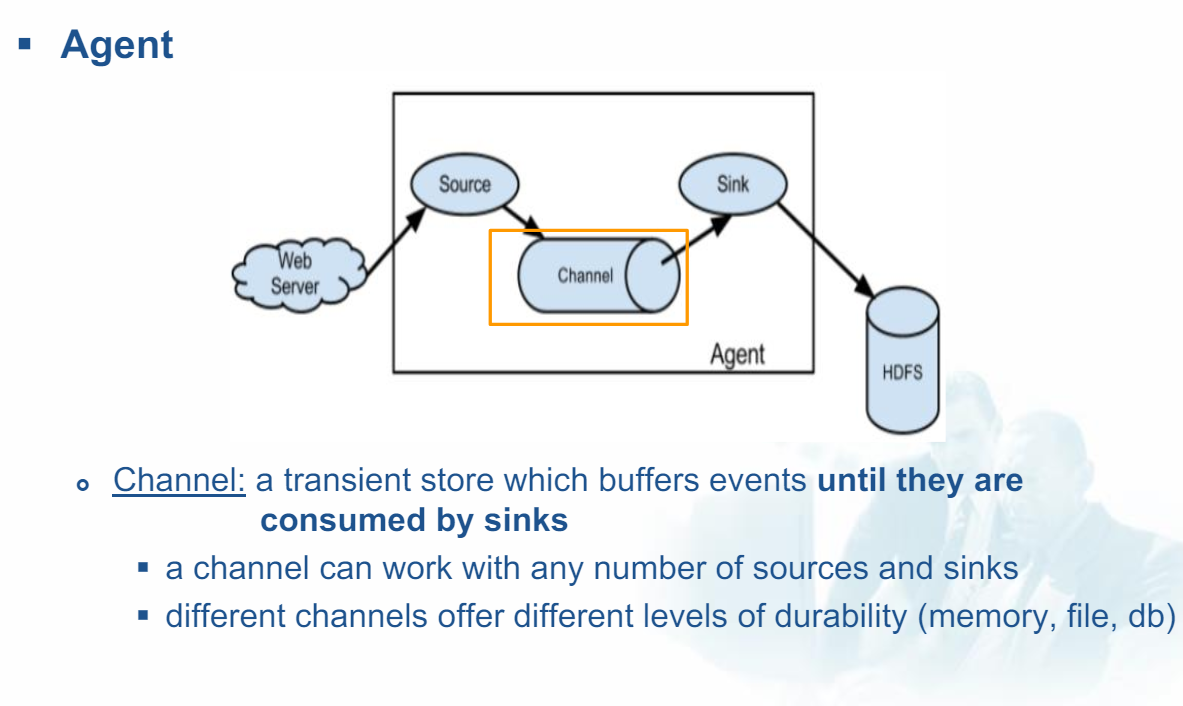 Agent
Source
Sink
Web
Server
Channel
Agent
HDFS
Channel: a transient store which buffers events until they are
consumed by sinks
a channel can work with any number of sources and sinks
different channels offer different levels of durability (memory, file, db)